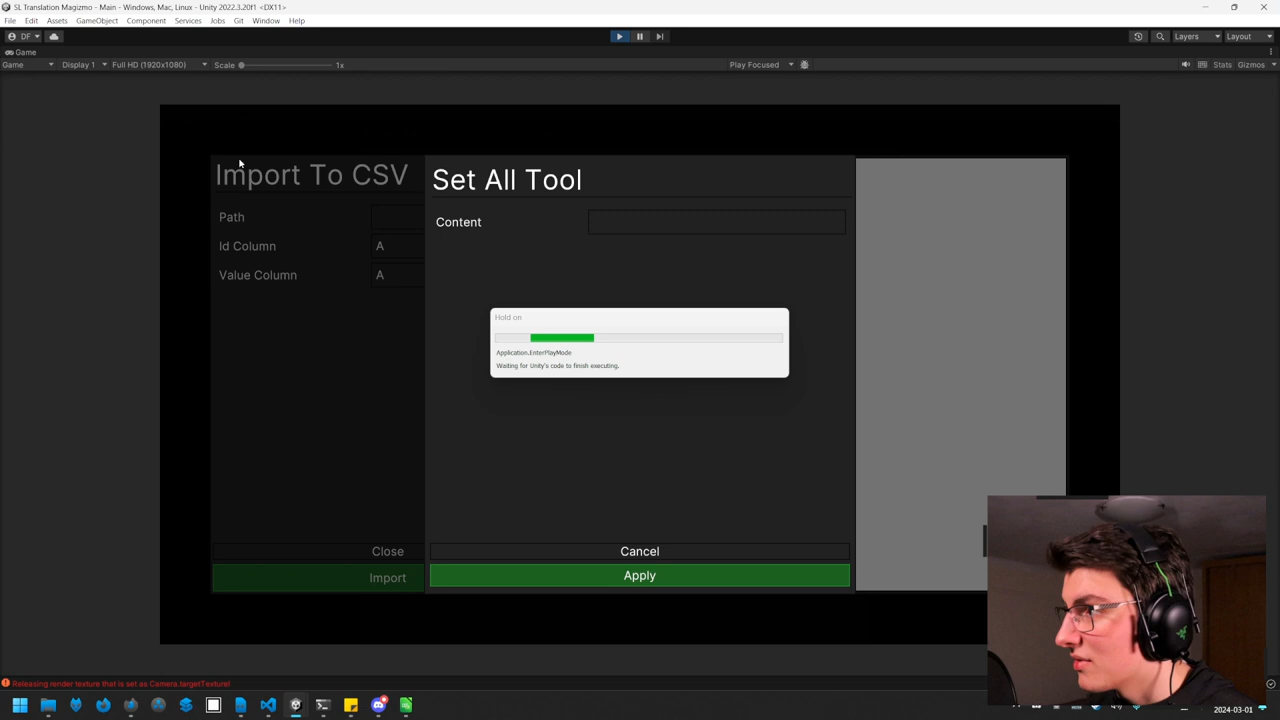 SL Translation Magizmo - Main - Windows, Mac, Linux - Unity 2022.3.20f1 <DX11>
File Edit Assets GameObject Component Services Jobs Git Window Help
DF Layers Layout
Game
Game Display 1 Full HD (1920x1080) Scale 1x Play Focused Stats Gizmos
Import To CSV
Set All Tool
Path
Content
Id Column A
Value Column A
Hold on
Application.EnterPlayMode
Waiting for Unity's code to finish executing.
Close
Cancel
Import
Apply
Releasing render texture that is set as Camera.targetTexture!
2024-03-01